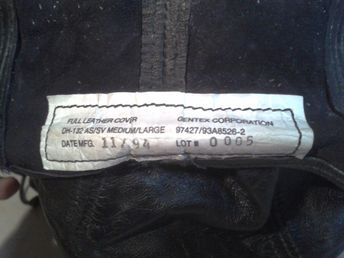 FULL LEATHER COVER GENTEX CORPORATION
DH-132 AS/SV MEDIUM/LARGE 97427/93A8526-2
DATE MFG. 11/94 LOT # 0005